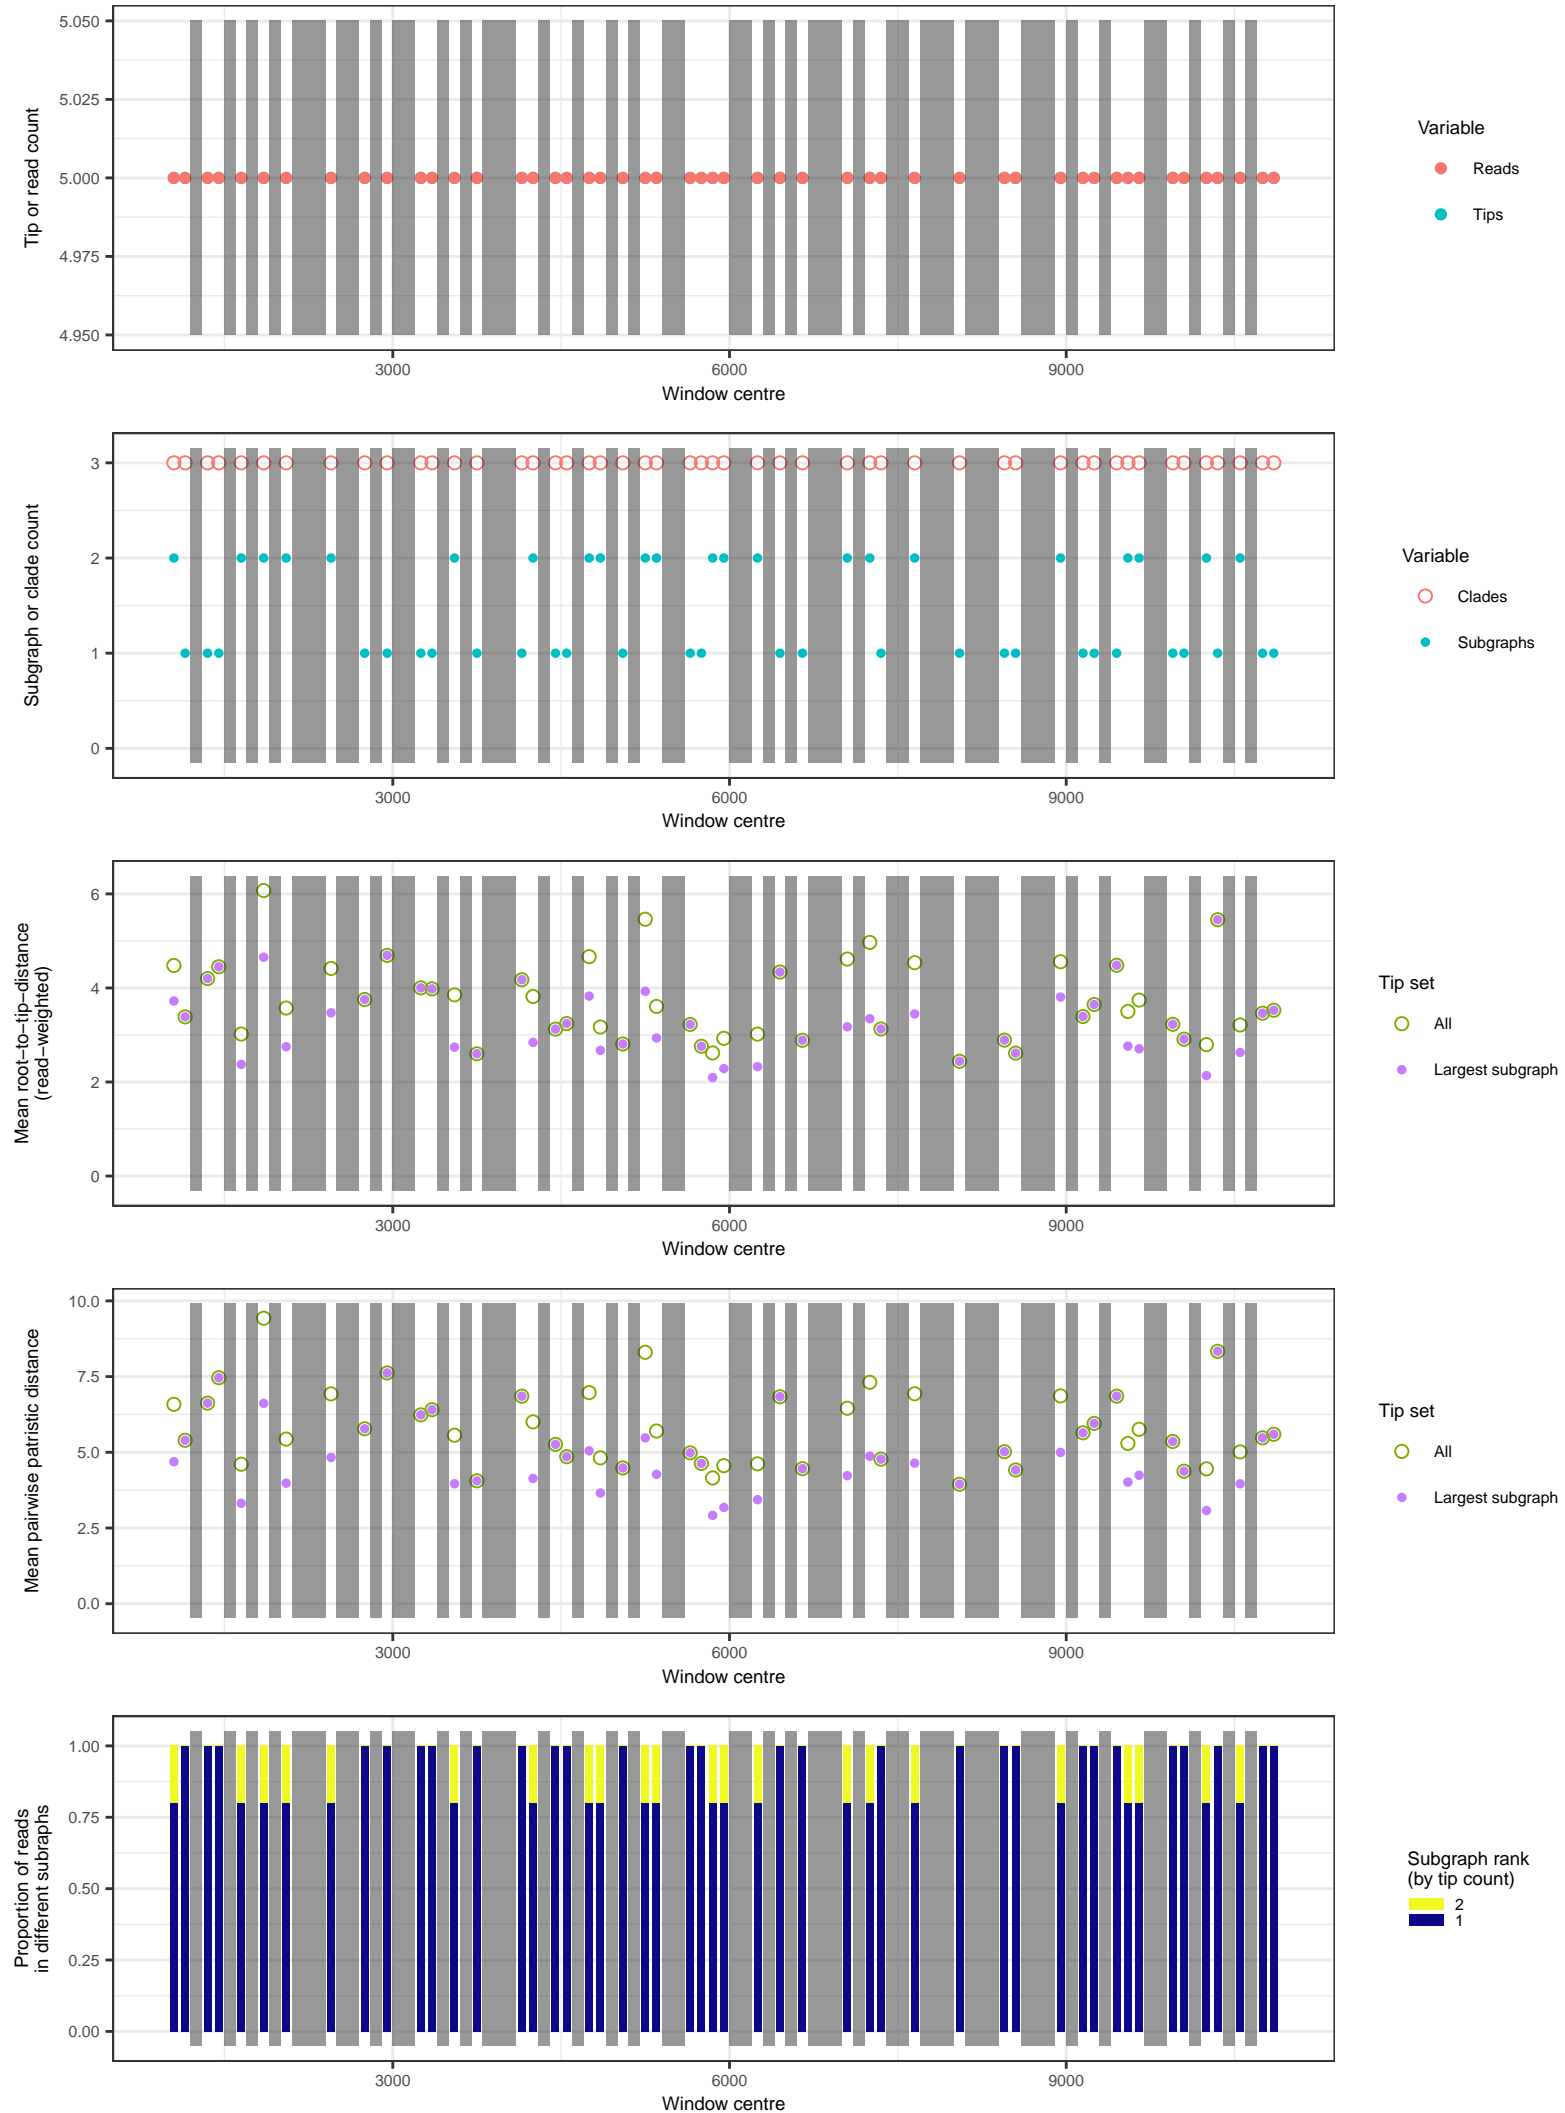 5.050
5.025
5.000
4.975
4.950
Tip or read count
3000
6000
9000
Window centre
Variable
Reads
Tips
3
2
1
0
Subgraph or clade count
3000
6000
9000
Window centre
Variable
Clades
Subgraphs
6
4
2
0
Mean root−to−tip−distance
(read−weighted)
3000
6000
9000
Window centre
Tip set
All
Largest subgraph
10.0
7.5
5.0
2.5
0.0
Mean pairwise patristic distance
3000
6000
9000
Window centre
Tip set
All
Largest subgraph
1.00
0.75
0.50
0.25
0.00
Proportion of reads
in different subraphs
3000
6000
9000
Window centre
Subgraph rank
(by tip count)
2
1